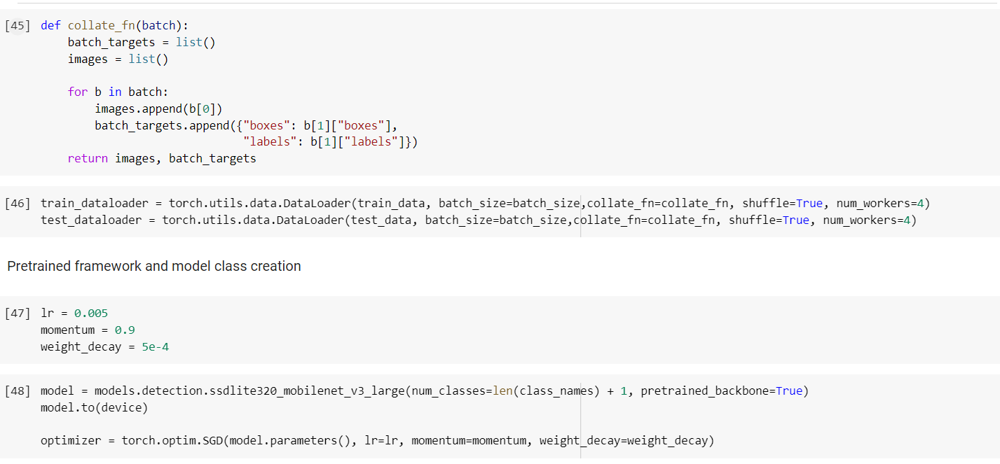 [45] def collate_fn(batch):
batch_targets = list()
images = list()
for b in batch:
images.append(b[0])
batch_targets.append({"boxes": b[1]["boxes"],
"labels": b[1]["labels"]})
return images, batch_targets
[46] train_dataloader = torch.utils.data.DataLoader(train_data, batch_size=batch_size,collate_fn=collate_fn, shuffle=True, num_workers=4)
test_dataloader = torch.utils.data.DataLoader(test_data, batch_size=batch_size,collate_fn=collate_fn, shuffle=True, num_workers=4)
Pretrained framework and model class creation
[47] lr = 0.005
momentum = 0.9
weight_decay = 5e-4
[48] model = models.detection.ssdlite320_mobilenet_v3_large(num_classes=len(class_names) + 1, pretrained_backbone=True)
model.to(device)
optimizer = torch.optim.SGD(model.parameters(), lr=lr, momentum=momentum, weight_decay=weight_decay)